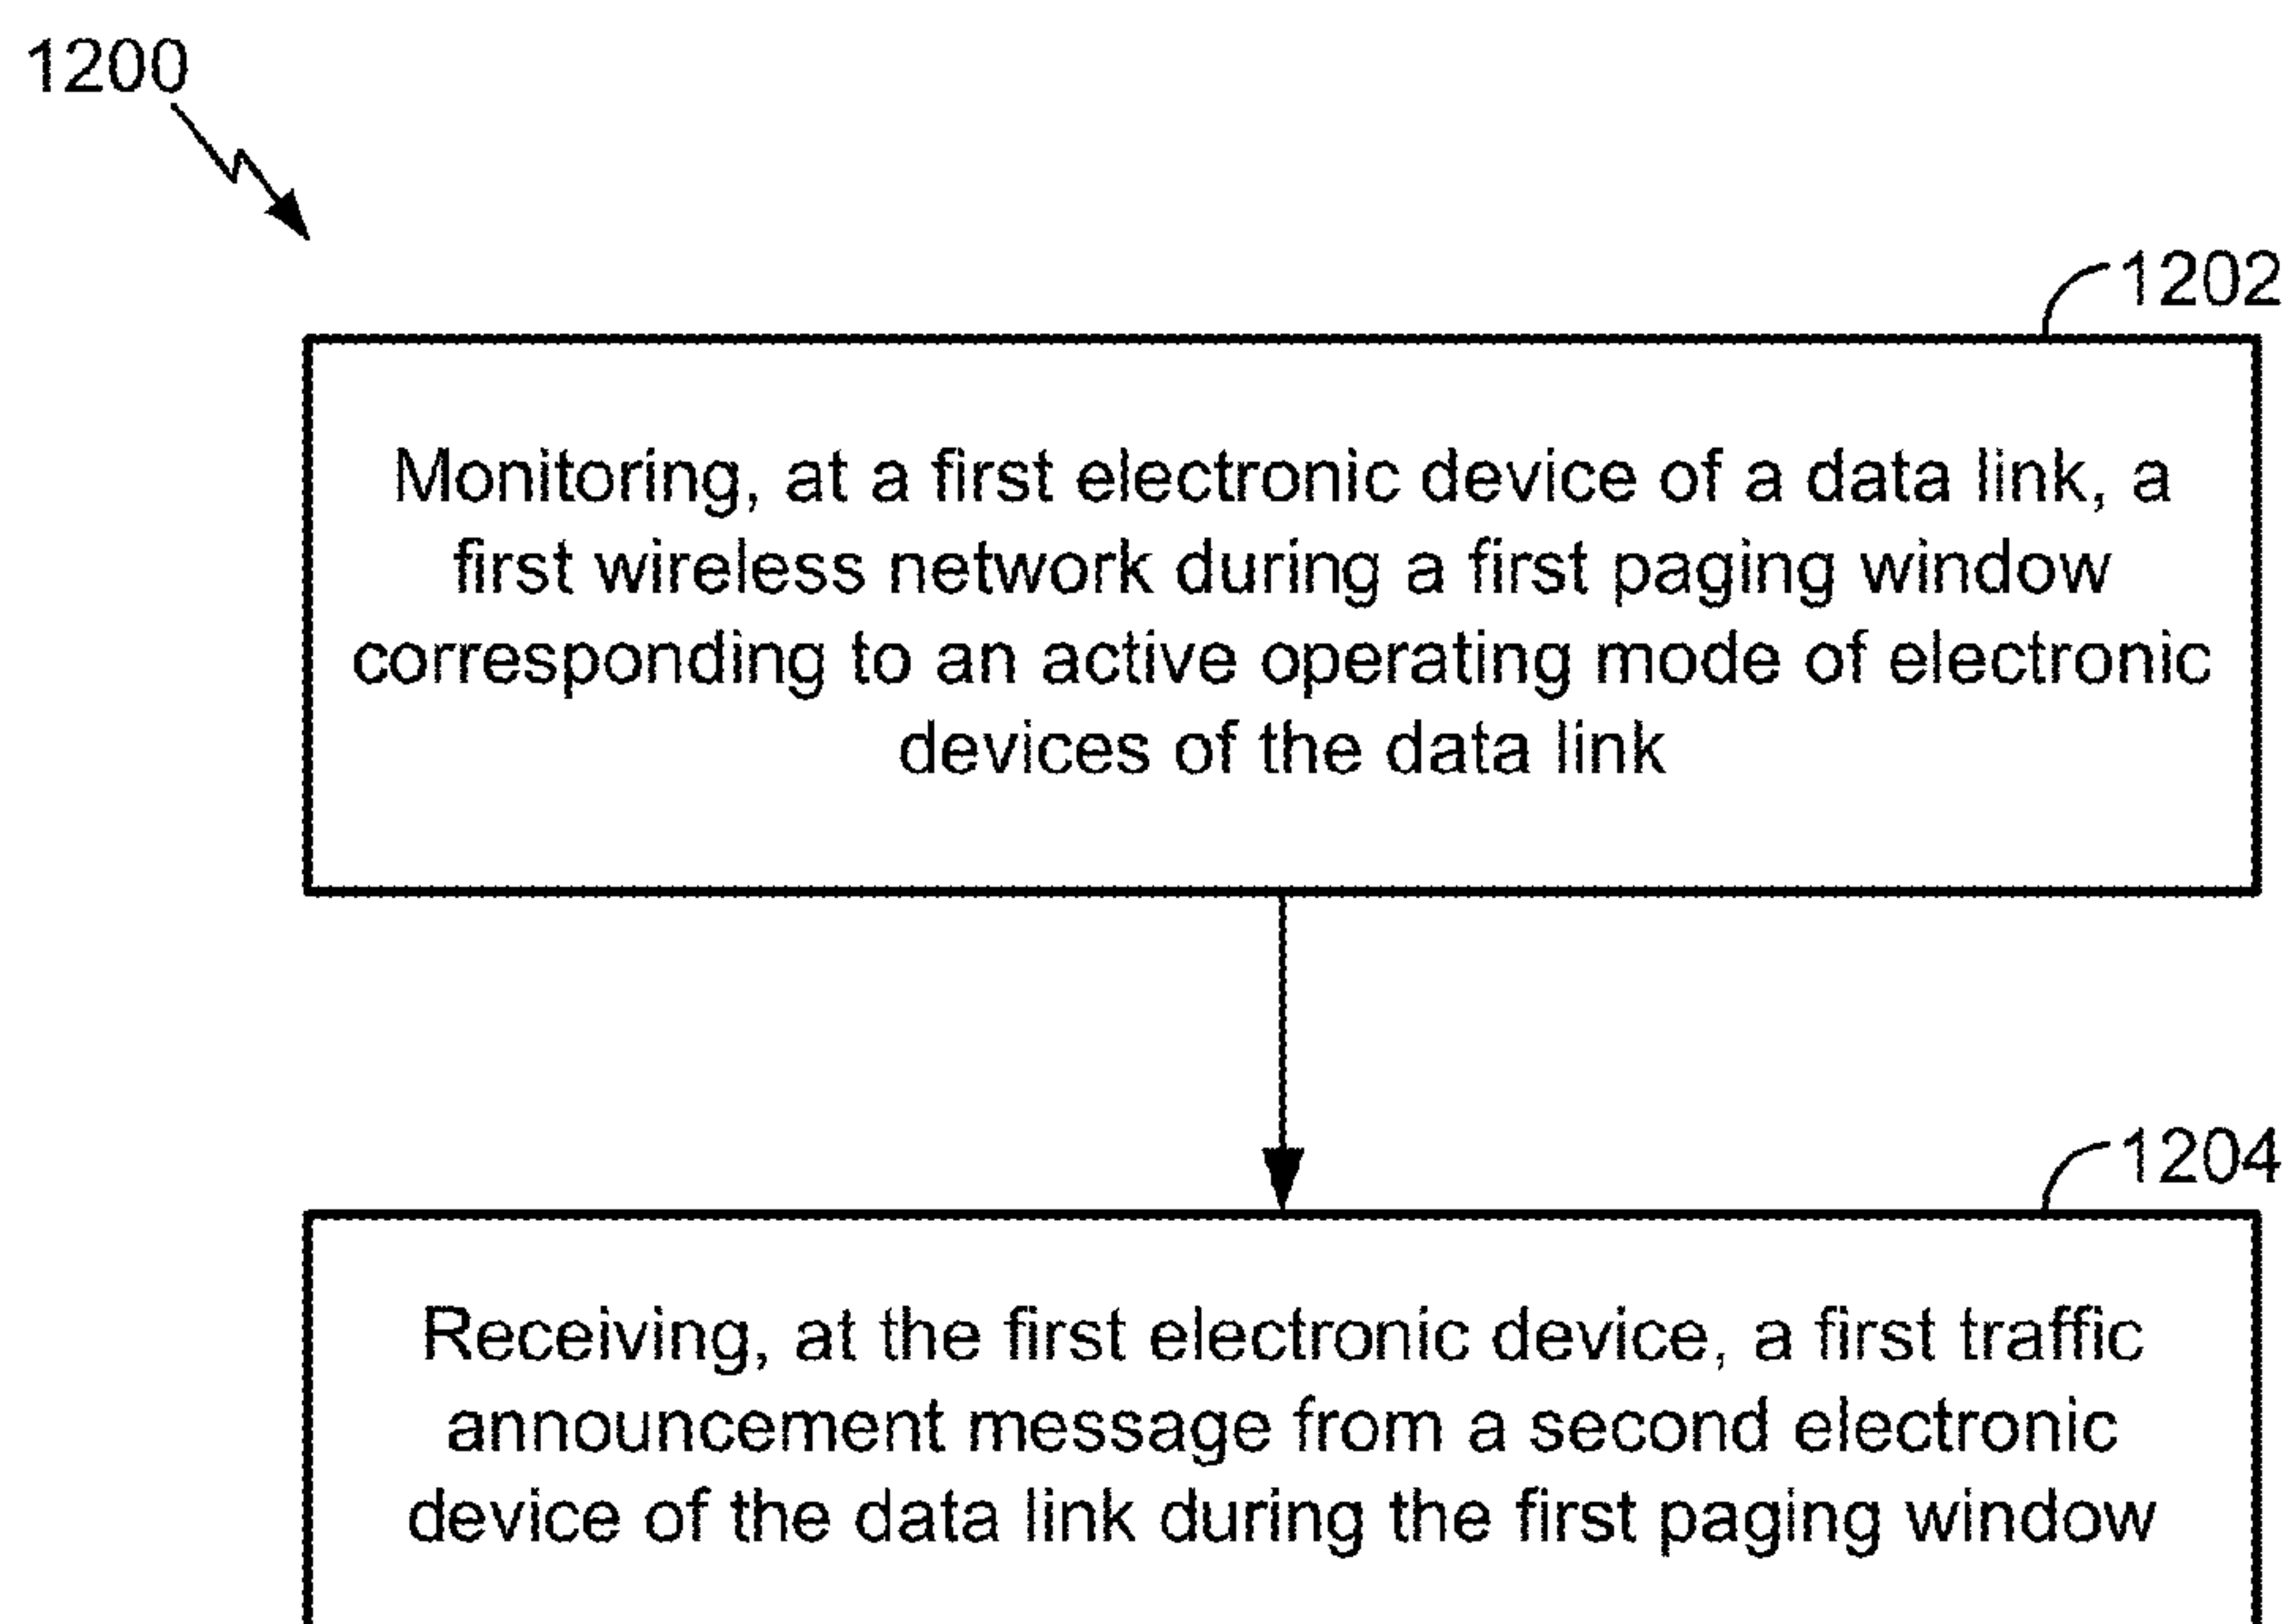 1200
1202
Monitoring, at a first electronic device of a data link, a
first wireless network during a first paging window
corresponding to an active operating mode of electronic
devices of the data link
1204
Receiving, at the first electronic device, a first traffic
announcement message from a second electronic
device of the data link during the first paging window